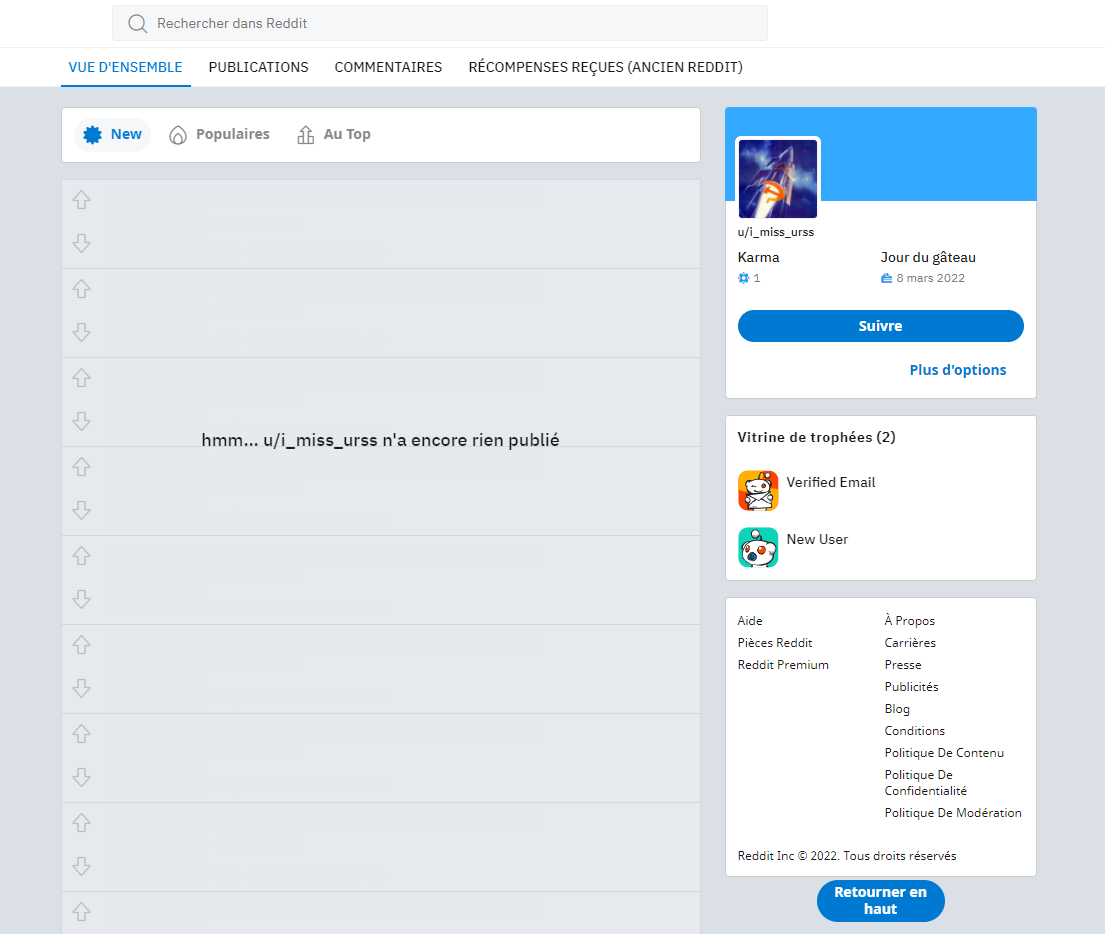 Rechercher dans Reddit
VUE D'ENSEMBLE PUBLICATIONS COMMENTAIRES RÉCOMPENSES REÇUES (ANCIEN REDDIT)
New Populaires Au Top
hmm... u/i_miss_urss n'a encore rien publié
u/i_miss_urss
Karma Jour du gâteau
1 8 mars 2022
Suivre
Plus d'options
Vitrine de trophées (2)
Verified Email
New User
Aide
Pièces Reddit
Reddit Premium
À Propos
Carrières
Presse
Publicités
Blog
Conditions
Politique De Contenu
Politique De
Confidentialité
Politique De Modération
Reddit Inc © 2022. Tous droits réservés
Retourner en
haut